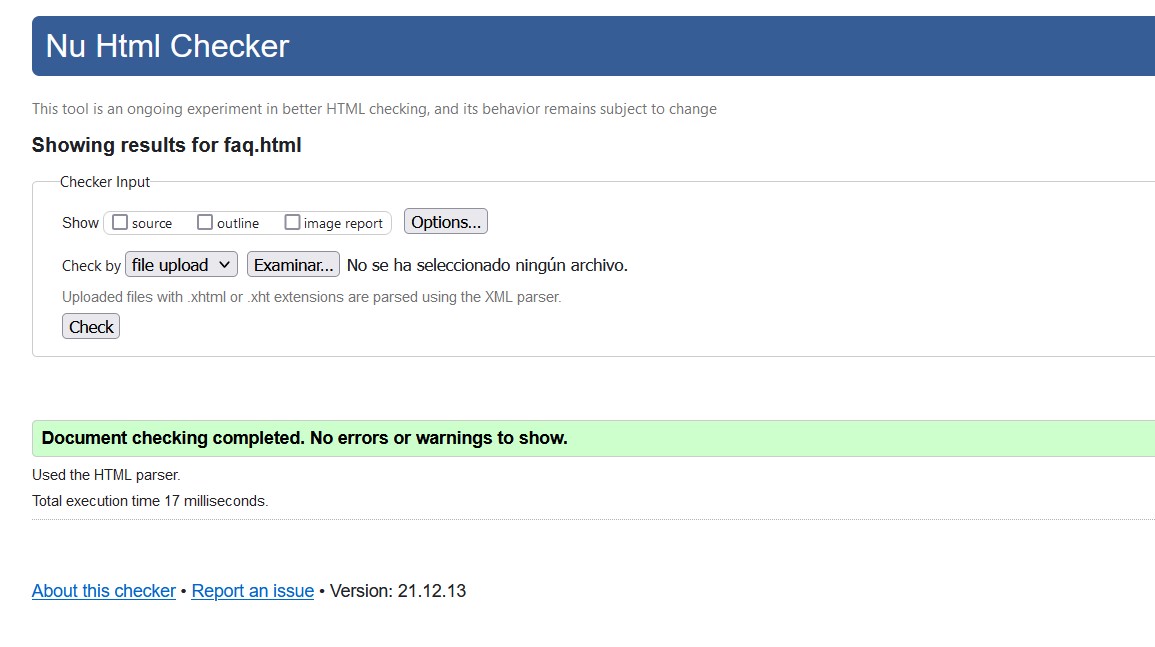 Nu Html Checker
This tool is an ongoing experiment in better HTML checking, and its behavior remains subject to change
Showing results for faq.html
Checker Input
Show source outline image report Options...
Check by file upload Examinar... No se ha seleccionado ningún archivo.
Uploaded files with .xhtml or .xht extensions are parsed using the XML parser.
Check
Document checking completed. No errors or warnings to show.
Used the HTML parser.
Total execution time 17 milliseconds.
About this checker • Report an issue • Version: 21.12.13